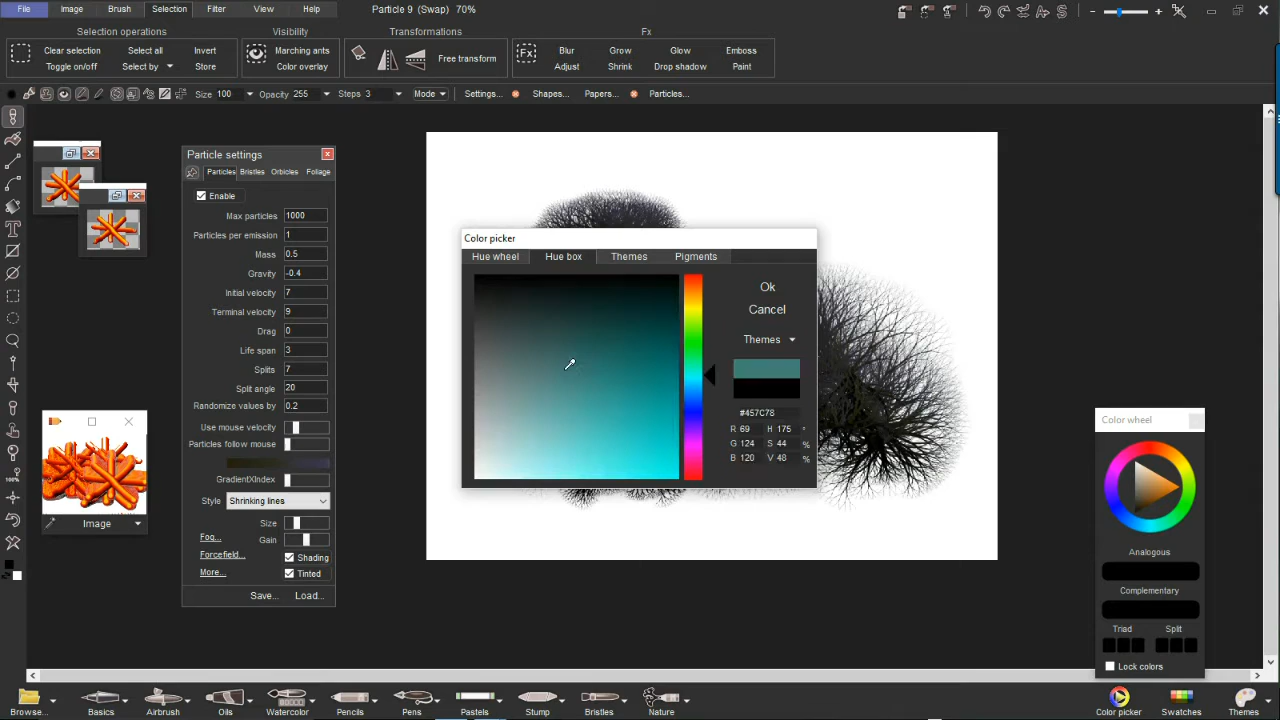 File Image Brush Selection Filter View Help Particle 9 (Swap) 70%
Selection operations Visibility Transformations Fx
Clear selection Select all Invert Marching ants Free transform Blur Grow Glow Emboss
Toggle on/off Select by Store Color overlay Adjust Shrink Drop shadow Paint
Size 100 Opacity 255 Steps 3 Mode Settings... Shapes... Papers... Particles...
Particle settings
Particles Bristles Orbicles Foliage
Enable
Max particles 1000
Particles per emission 1
Mass 0.5
Gravity -0.4
Initial velocity 7
Terminal velocity 9
Drag 0
Life span 3
Splits 7
Split angle 20
Randomize values by 0.2
Use mouse velocity
Particles follow mouse
GradientXIndex
Style Shrinking lines
Size
Fog... Gain
Forcefield... Shading
More... Tinted
Save... Load...
Image
Color picker
Hue wheel Hue box Themes Pigments
Ok
Cancel
Themes
#457C78
R 69 H 175 °
G 124 S 44 %
B 120 V 48 %
Color wheel
Analogous
Complementary
Triad Split
Lock colors
Browse... Basics Airbrush Oils Watercolor Pencils Pens Pastels Stump Bristles Nature Color picker Swatches Themes